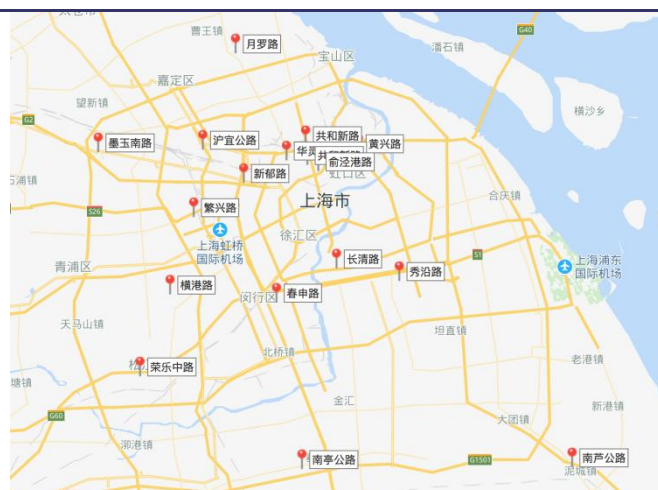 曹王镇
月罗路
潘石镇
G40
宝山区
嘉定区
望新镇
横沙乡
G2
墨玉南路
沪宜公路
共和新路
黄兴路
俞泾港路
新郁路
虹口区
合庆镇
繁兴路
上海市
S26
徐汇区
上海虹桥
国际机场
长清路
S1
上海浦东
国际机场
青浦区
秀沿路
横港路
闵行区
春申路
天马山镇
坦直镇
北桥镇
荣乐中路
老港镇
金汇
新港镇
G60
大团镇
泖港镇
南亭公路
G1501
南芦公路
泥城镇